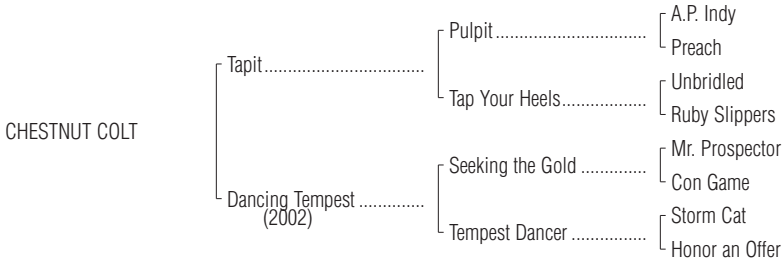 A.P. Indy
Pulpit................................
Preach
Tapit..................................
Unbridled
Tap Your Heels..................
Ruby Slippers
CHESTNUT COLT
Mr. Prospector
Seeking the Gold ..............
Con Game
Dancing Tempest ..............
(2002)
Storm Cat
Tempest Dancer ................
Honor an Offer